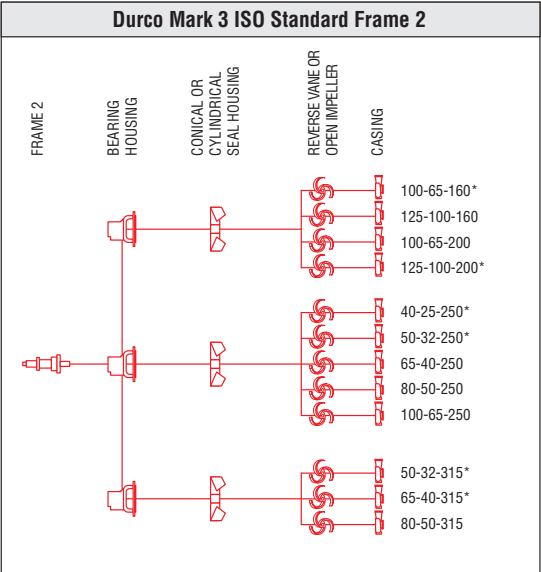 Durco Mark 3 ISO Standard Frame 2
FRAME 2
BEARING
HOUSING
CONICAL OR
CYLINDRICAL
SEAL HOUSING
REVERSE VANE OR
OPEN IMPELLER
CASING
100-65-160*
125-100-160
100-65-200
125-100-200*
40-25-250*
50-32-250*
65-40-250
80-50-250
100-65-250
50-32-315*
65-40-315*
80-50-315